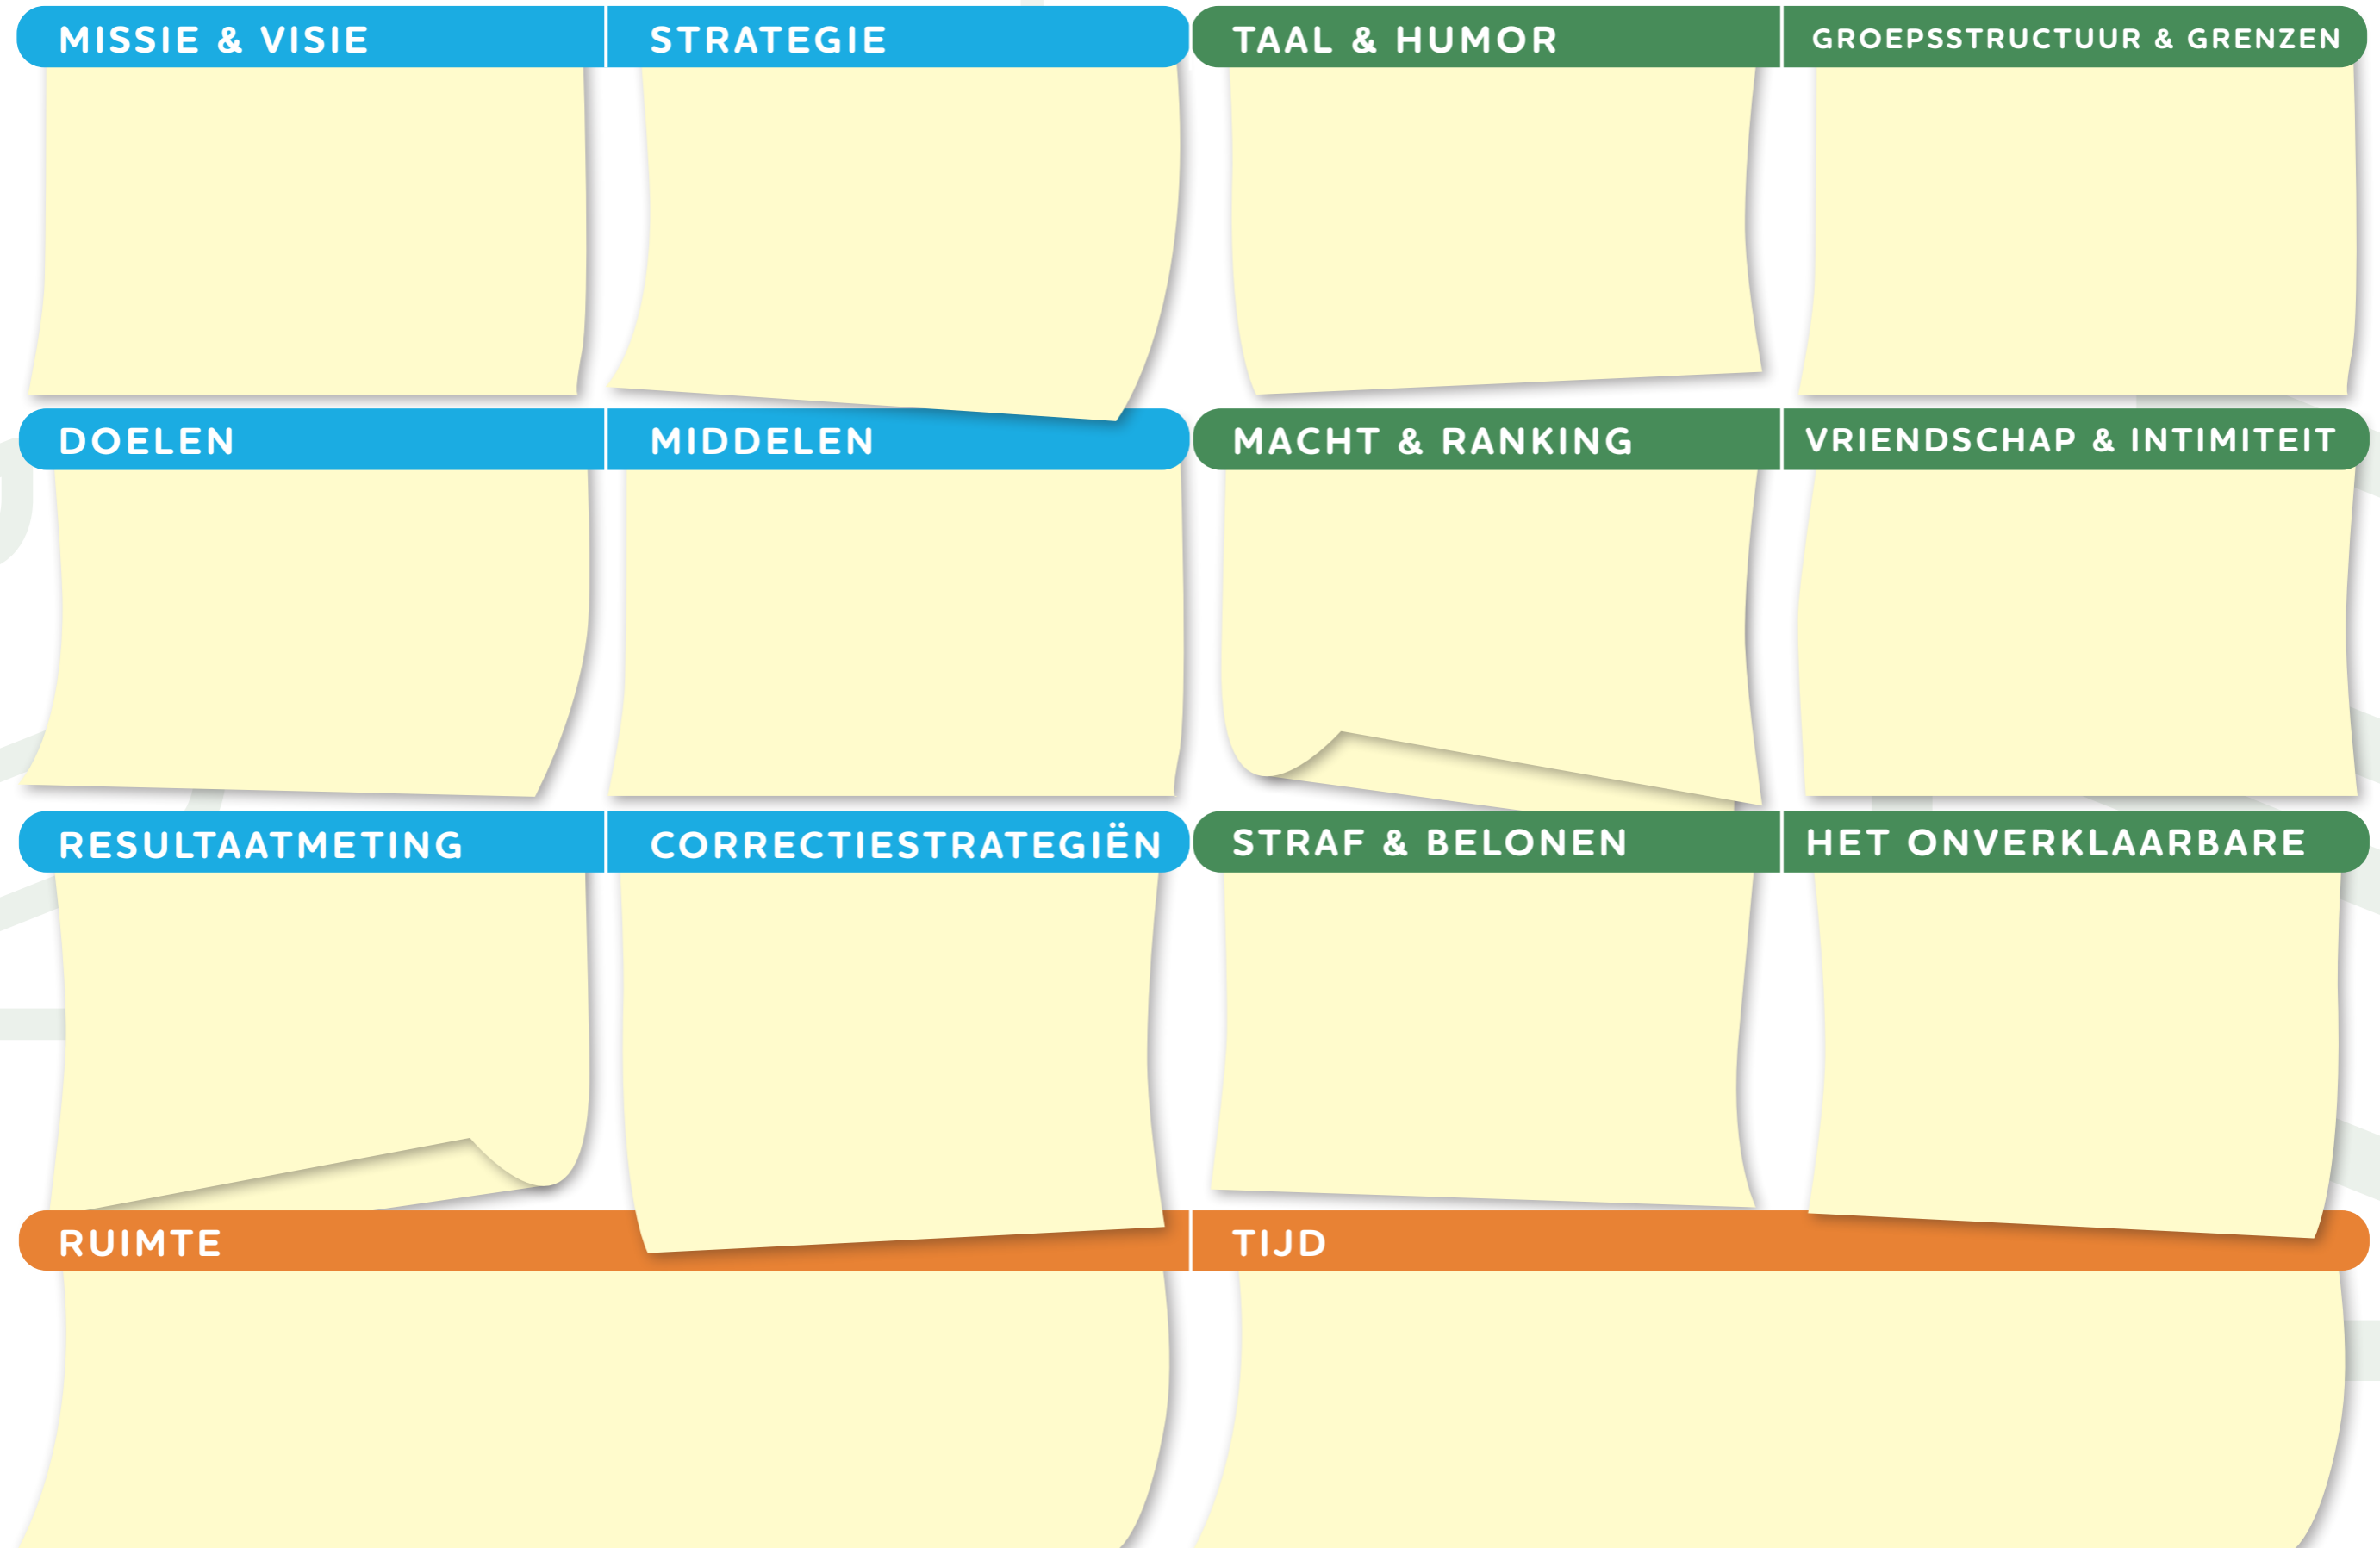 MISSIE & VISIE
STRATEGIE
TAAL & HUMOR
GROEPSSTRUCTUUR & GRENZEN
DOELEN
MIDDELEN
MACHT & RANKING
VRIENDSCHAP & INTIMITEIT
RESULTAATMETING
CORRECTIESTRATEGIËN
STRAF & BELONEN
HET ONVERKLAARBARE
RUIMTE
TIJD